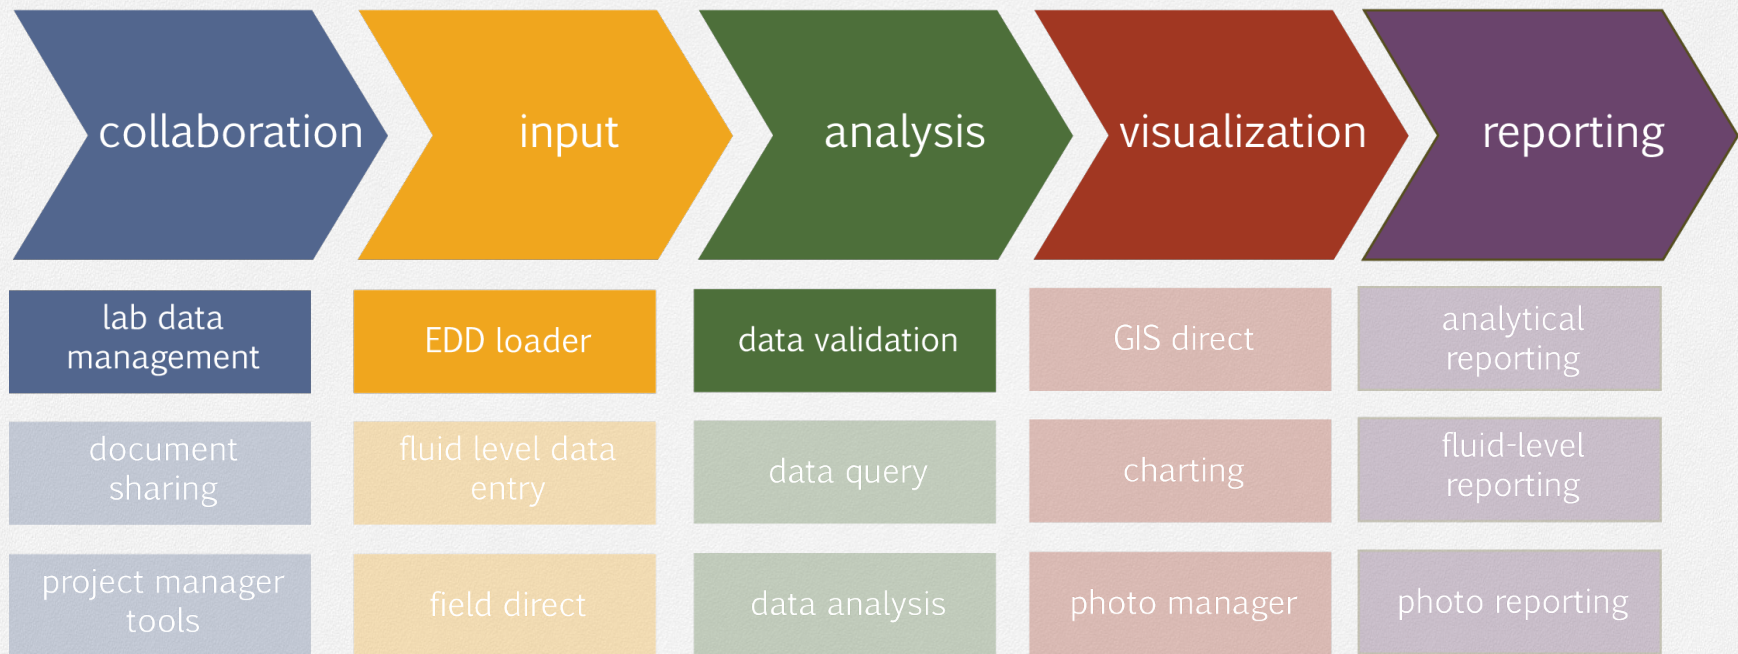 collaboration
input
analysis
visualization
reporting
lab data
management
EDD loader
data validation
GIS direct
analytical
reporting
document
sharing
fluid level data
entry
data query
charting
fluid-level
reporting
project manager
tools
field direct
data analysis
photo manager
photo reporting